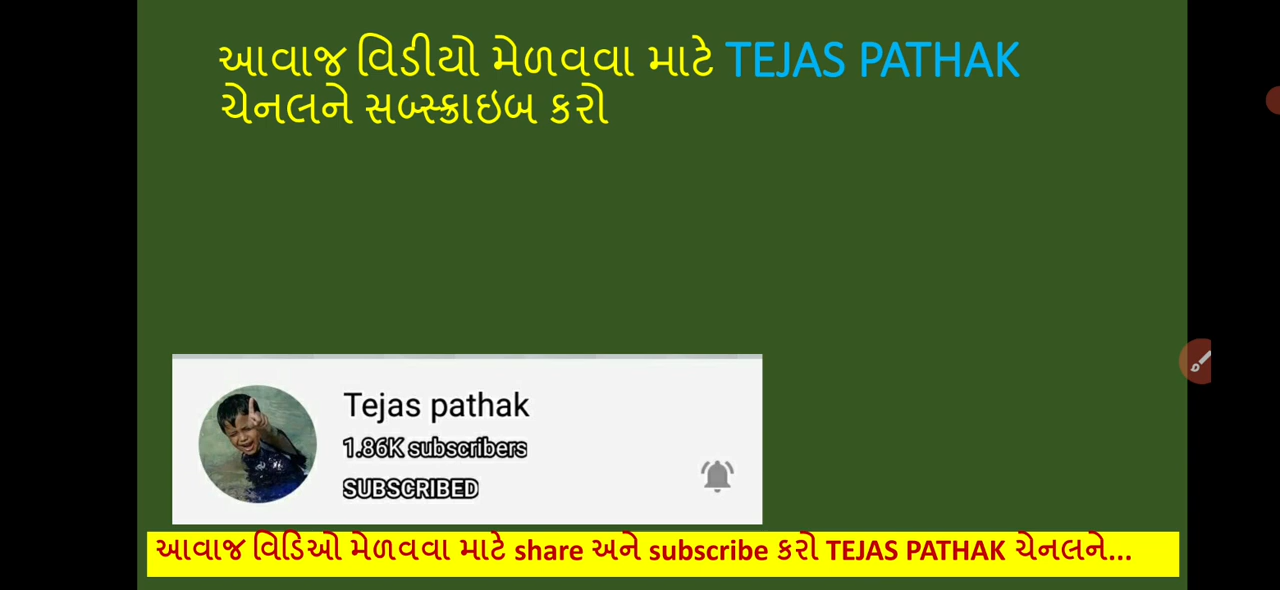 આવાજ વિડીયો મેળવવા માટે TEJAS PATHAK
ચેનલને સબ્સ્ક્રાઇબ કરો
Tejas pathak
1.86K subscribers
SUBSCRIBED
આવાજ વિડિઓ મેળવવા માટે share અને subscribe કરો TEJAS PATHAK ચેનલને...